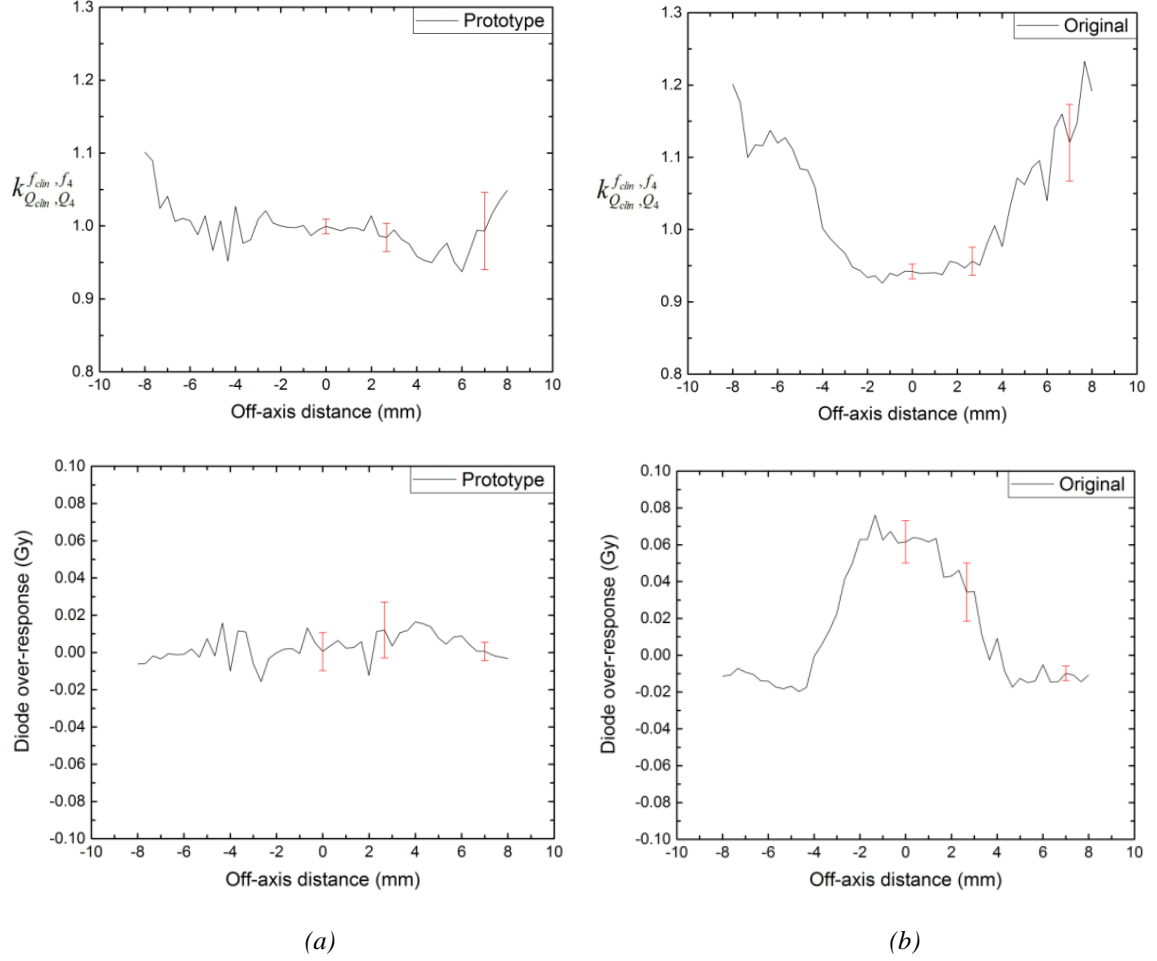 Prototype
1.3
1.2
1.1
1.0
0.9
0.8
k f_clin, f_4 Q_clin, Q_4
-10 -8 -6 -4 -2 0 2 4 6 8 10
Off-axis distance (mm)
Original
1.3
1.2
1.1
1.0
0.9
0.8
k f_clin, f_4 Q_clin, Q_4
-10 -8 -6 -4 -2 0 2 4 6 8 10
Off-axis distance (mm)
Prototype
0.10
0.08
0.06
0.04
0.02
0.00
-0.02
-0.04
-0.06
-0.08
-0.10
Diode over-response (Gy)
-10 -8 -6 -4 -2 0 2 4 6 8 10
Off-axis distance (mm)
Original
0.10
0.08
0.06
0.04
0.02
0.00
-0.02
-0.04
-0.06
-0.08
-0.10
Diode over-response (Gy)
-10 -8 -6 -4 -2 0 2 4 6 8 10
Off-axis distance (mm)
(a)
(b)